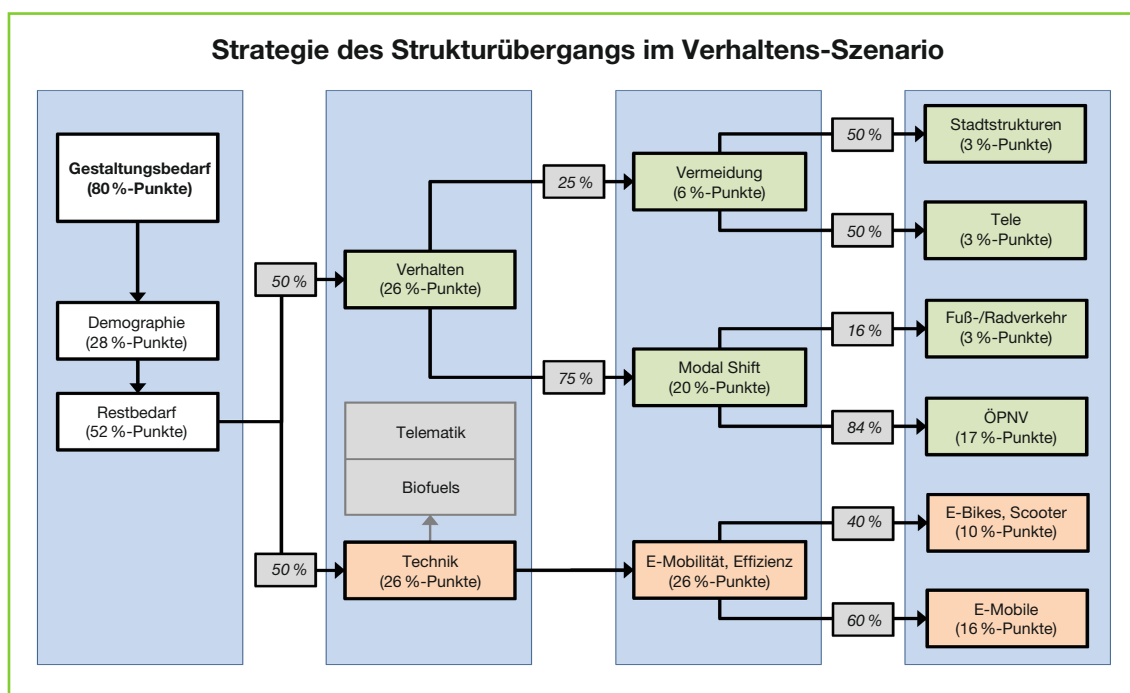 Strategie des Strukturübergangs im Verhaltens-Szenario
Gestaltungsbedarf
(80 %-Punkte)
Demographie
(28 %-Punkte)
Restbedarf
(52 %-Punkte)
50 %
50 %
Verhalten
(26 %-Punkte)
Telematik
Biofuels
Technik
(26 %-Punkte)
25 %
75 %
Vermeidung
(6 %-Punkte)
Modal Shift
(20 %-Punkte)
E-Mobilität, Effizienz
(26 %-Punkte)
50 %
50 %
16 %
84 %
40 %
60 %
Stadtstrukturen
(3 %-Punkte)
Tele
(3 %-Punkte)
Fuß-/Radverkehr
(3 %-Punkte)
ÖPNV
(17 %-Punkte)
E-Bikes, Scooter
(10 %-Punkte)
E-Mobile
(16 %-Punkte)